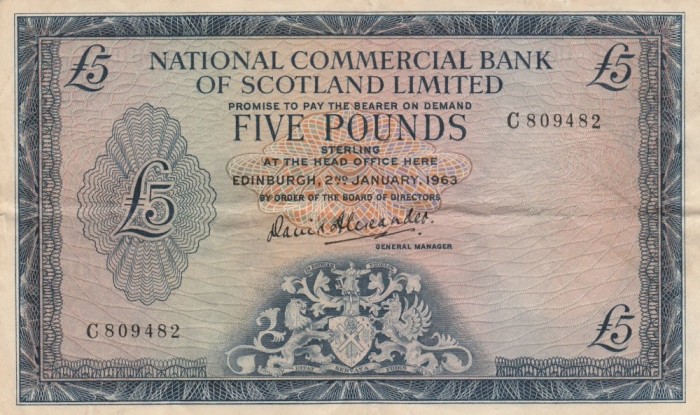 £5
£5
NATIONAL COMMERCIAL BANK
OF SCOTLAND LIMITED
PROMISE TO PAY THE BEARER ON DEMAND
FIVE POUNDS
C 809482
STERLING
AT THE HEAD OFFICE HERE
EDINBURGH, 2ND JANUARY, 1963
BY ORDER OF THE BOARD OF DIRECTORS
£5
David Alexander.
GENERAL MANAGER
C 809482
£5